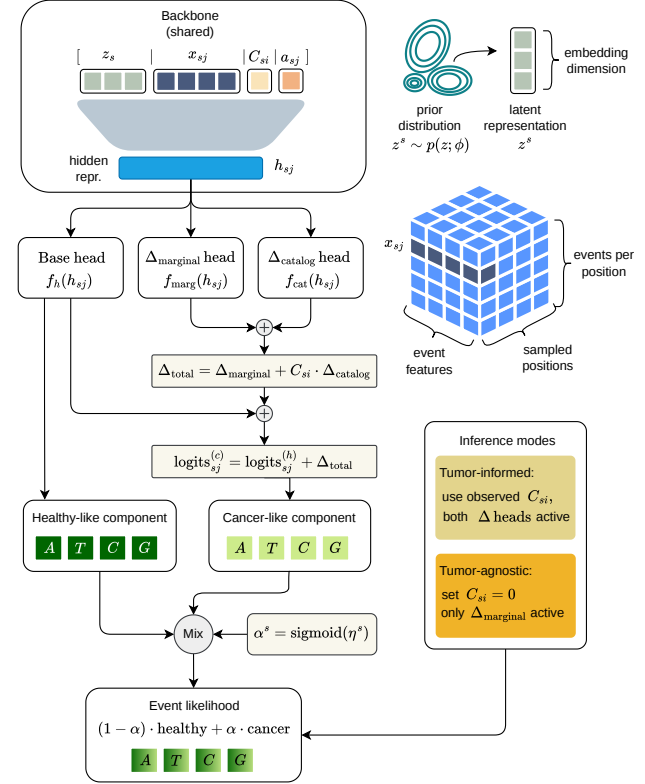 Backbone
(shared)
[ z_s | x_sj | C_si | a_sj ]
hidden
repr.
h_sj
prior
distribution
z^s ∼ p(z; ϕ)
latent
representation
z^s
embedding
dimension
Base head
f_h(h_sj)
Δ_marginal head
f_marg(h_sj)
Δ_catalog head
f_cat(h_sj)
x_sj
events per
position
event
features
sampled
positions
+
Δ_total = Δ_marginal + C_si · Δ_catalog
+
logits_sj^(c) = logits_sj^(h) + Δ_total
Healthy-like component
A T C G
Cancer-like component
A T C G
Mix
α^s = sigmoid(η^s)
Event likelihood
(1 − α) · healthy + α · cancer
A T C G
Inference modes
Tumor-informed:
use observed C_si,
both Δ heads active
Tumor-agnostic:
set C_si = 0
only Δ_marginal active